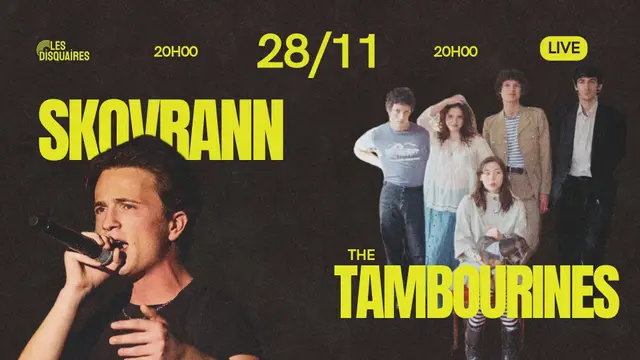 LES
DISQUAIRES
20H00
28/11
20H00
LIVE
SKOVRANN
THE
TAMBOURINES